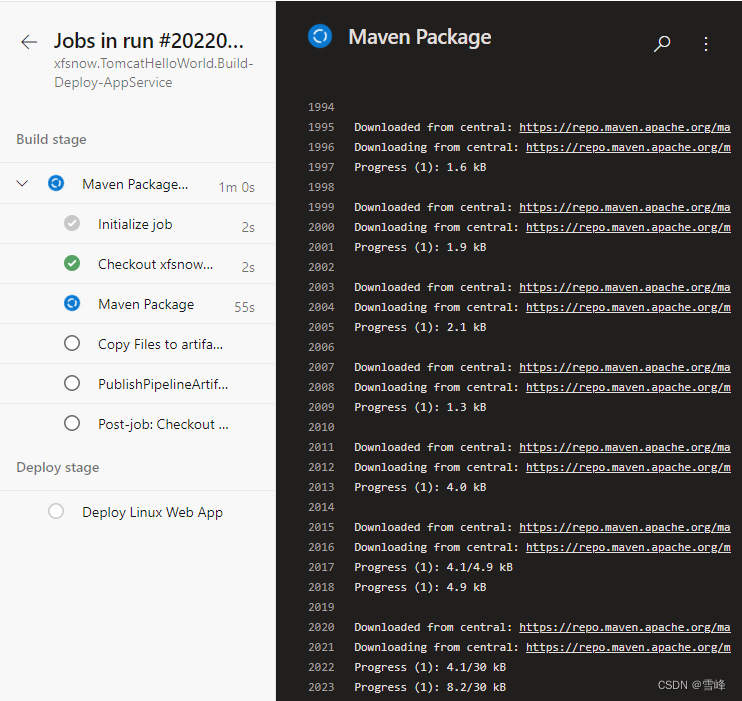 Jobs in run #20220...
xfsnow.TomcatHelloWorld.Build-
Deploy-AppService
Build stage
Maven Package... 1m 0s
Initialize job 2s
Checkout xfsnow... 2s
Maven Package 55s
Copy Files to artifa...
PublishPipelineArtif...
Post-job: Checkout ...
Deploy stage
Deploy Linux Web App
Maven Package
1994
1995 Downloaded from central: https://repo.maven.apache.org/ma
1996 Downloading from central: https://repo.maven.apache.org/m
1997 Progress (1): 1.6 kB
1998
1999 Downloaded from central: https://repo.maven.apache.org/ma
2000 Downloading from central: https://repo.maven.apache.org/m
2001 Progress (1): 1.9 kB
2002
2003 Downloaded from central: https://repo.maven.apache.org/ma
2004 Downloading from central: https://repo.maven.apache.org/m
2005 Progress (1): 2.1 kB
2006
2007 Downloaded from central: https://repo.maven.apache.org/ma
2008 Downloading from central: https://repo.maven.apache.org/m
2009 Progress (1): 1.3 kB
2010
2011 Downloaded from central: https://repo.maven.apache.org/ma
2012 Downloading from central: https://repo.maven.apache.org/m
2013 Progress (1): 4.0 kB
2014
2015 Downloaded from central: https://repo.maven.apache.org/ma
2016 Downloading from central: https://repo.maven.apache.org/m
2017 Progress (1): 4.1/4.9 kB
2018 Progress (1): 4.9 kB
2019
2020 Downloaded from central: https://repo.maven.apache.org/ma
2021 Downloading from central: https://repo.maven.apache.org/m
2022 Progress (1): 4.1/30 kB
2023 Progress (1): 8.2/30 kB
CSDN @雪峰